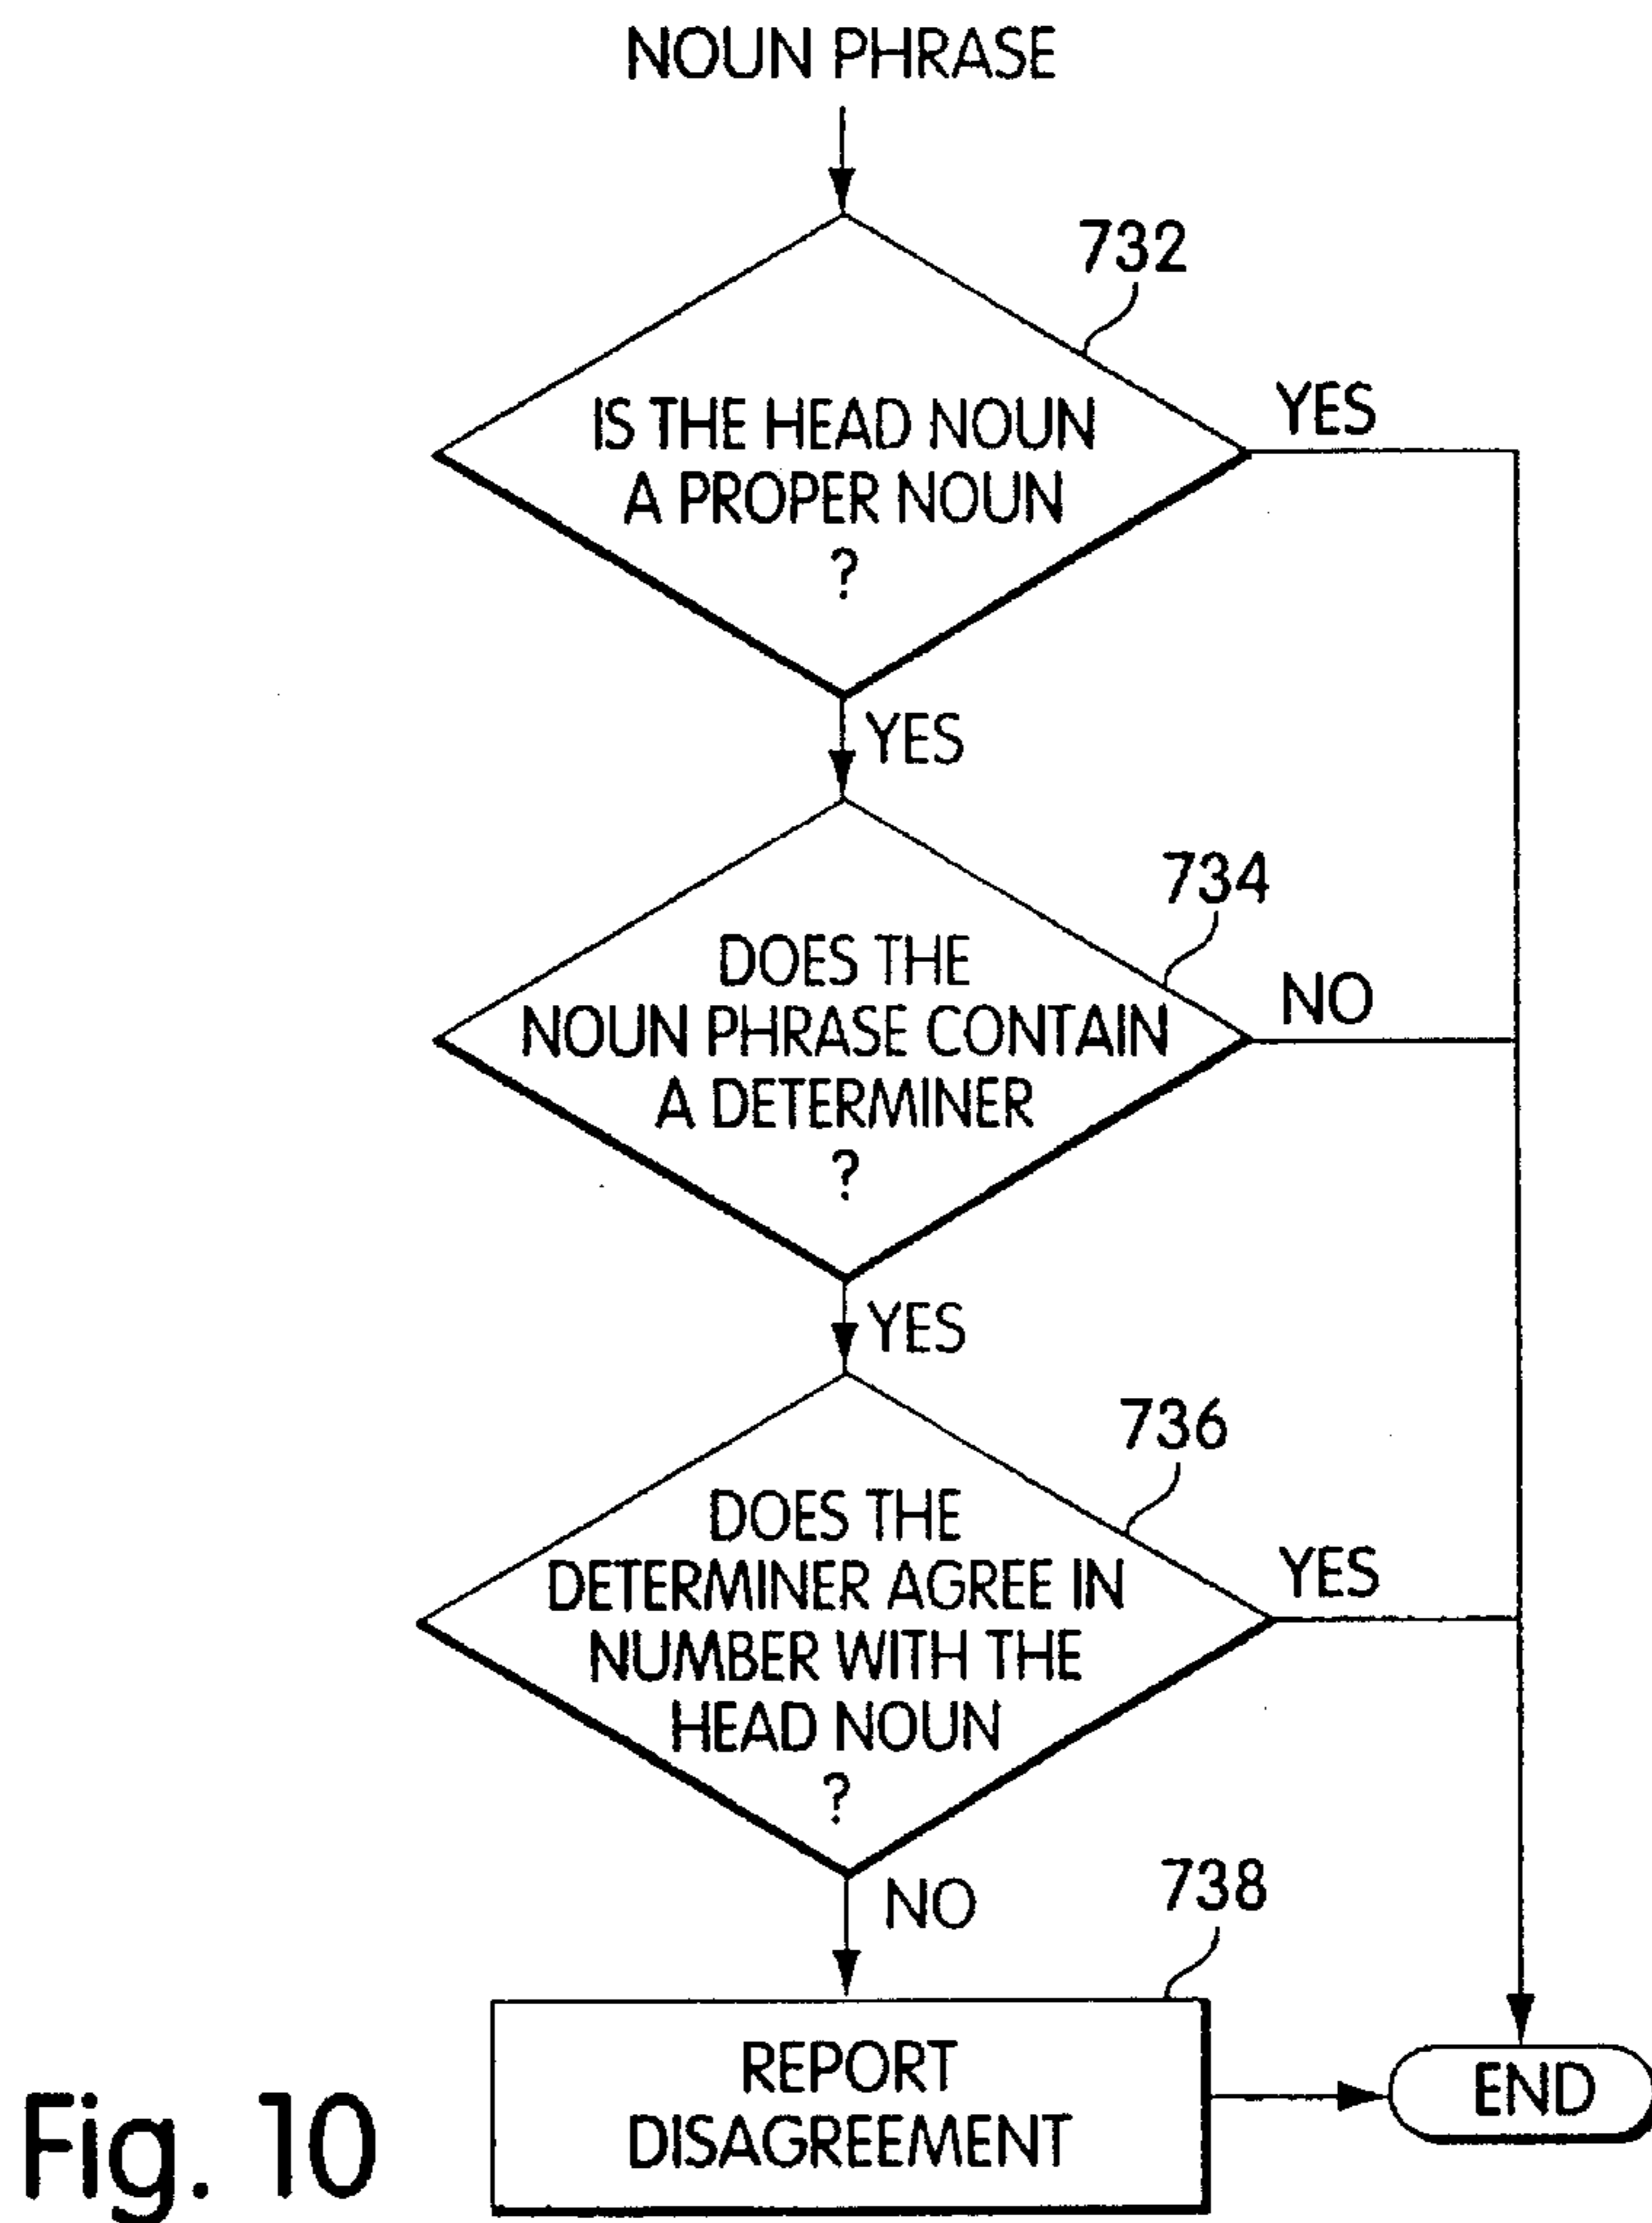 NOUN PHRASE
732
IS THE HEAD NOUN
A PROPER NOUN
?
YES
YES
734
DOES THE
NOUN PHRASE CONTAIN
A DETERMINER
?
NO
YES
736
DOES THE
DETERMINER AGREE IN
NUMBER WITH THE
HEAD NOUN
?
YES
NO
738
REPORT
DISAGREEMENT
END
Fig. 10